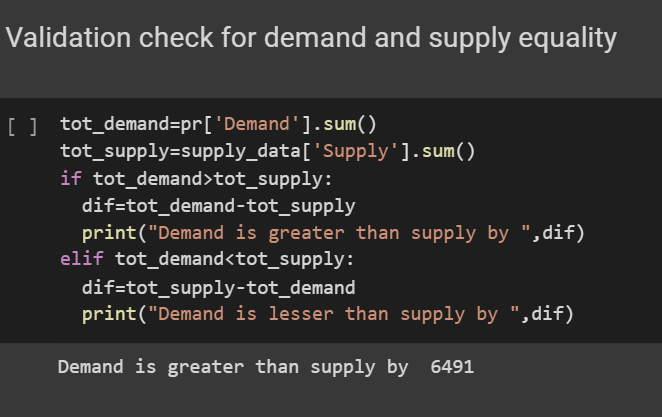 Validation check for demand and supply equality
[ ] tot_demand=pr['Demand'].sum()
tot_supply=supply_data['Supply'].sum()
if tot_demand>tot_supply:
  dif=tot_demand-tot_supply
  print("Demand is greater than supply by ",dif)
elif tot_demand<tot_supply:
  dif=tot_supply-tot_demand
  print("Demand is lesser than supply by ",dif)
Demand is greater than supply by  6491